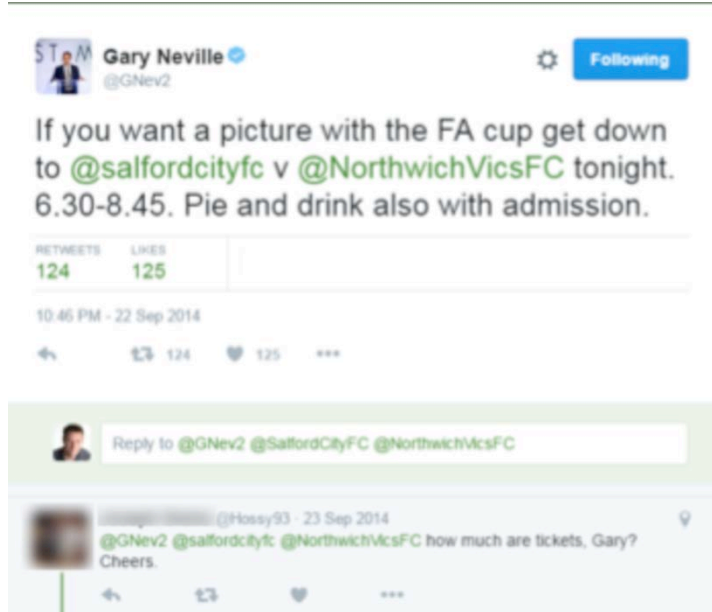 Gary Neville
@GNev2
Following
If you want a picture with the FA cup get down
to @salfordcityfc v @NorthwichVicsFC tonight.
6.30-8.45. Pie and drink also with admission.
RETWEETS LIKES
124 125
10:46 PM - 22 Sep 2014
124 125
Reply to @GNev2 @SalfordCityFC @NorthwichVicsFC
@Hossy93 · 23 Sep 2014
@GNev2 @salfordcityfc @NorthwichVicsFC how much are tickets, Gary?
Cheers.